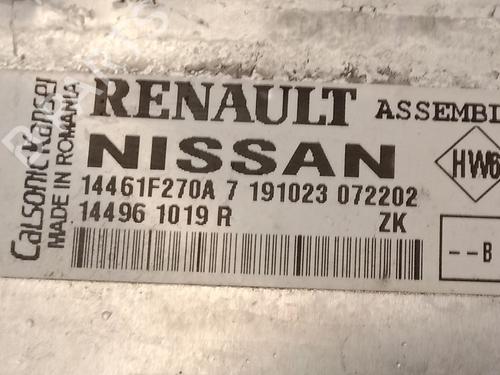 RENAULT ASSEMBL
NISSAN
14461F270A 7 191023 072202
14496 1019 R ZK
HW6
--B
Calsonic Kansei
MADE IN ROMANIA